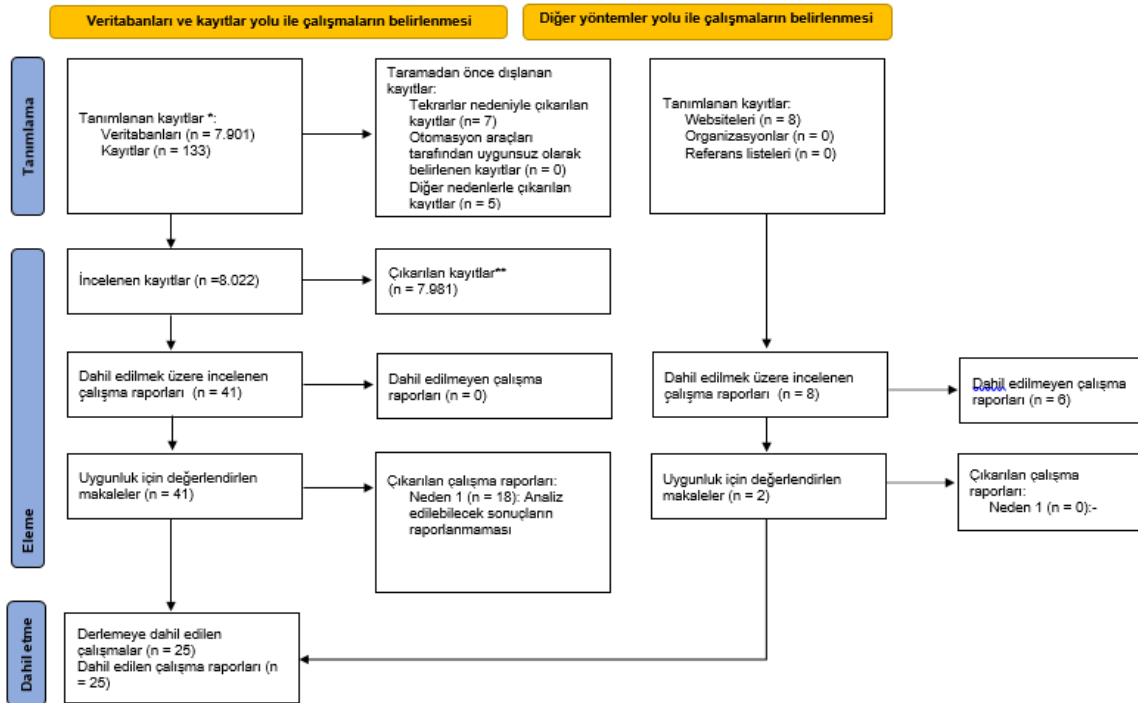 Veritabanları ve kayıtlar yolu ile çalışmaların belirlenmesi
Diğer yöntemler yolu ile çalışmaların belirlenmesi
Tanımlama
Tanımlanan kayıtlar *:
Veritabanları (n = 7.901)
Kayıtlar (n = 133)
Taramadan önce dışlanan
kayıtlar:
Tekrarlar nedeniyle çıkarılan
kayıtlar (n= 7)
Otomasyon araçları
tarafından uygunsuz olarak
belirlenen kayıtlar (n = 0)
Diğer nedenlerle çıkarılan
kayıtlar (n = 5)
Tanımlanan kayıtlar:
Websiteleri (n = 8)
Organizasyonlar (n = 0)
Referans listeleri (n = 0)
Eleme
İncelenen kayıtlar (n =8.022)
Çıkarılan kayıtlar**
(n = 7.981)
Dahil edilmek üzere incelenen
çalışma raporları (n = 41)
Dahil edilmeyen çalışma
raporları (n = 0)
Dahil edilmek üzere incelenen
çalışma raporları (n = 8)
Dahil edilmeyen çalışma
raporları (n = 6)
Uygunluk için değerlendirlen
makaleler (n = 41)
Çıkarılan çalışma raporları:
Neden 1 (n = 18): Analiz
edilebilecek sonuçların
raporlanmaması
Uygunluk için değerlendirlen
makaleler (n = 2)
Çıkarılan çalışma
raporları:
Neden 1 (n = 0):-
Dahil etme
Derlemeye dahil edilen
çalışmalar (n = 25)
Dahil edilen çalışma raporları (n
= 25)